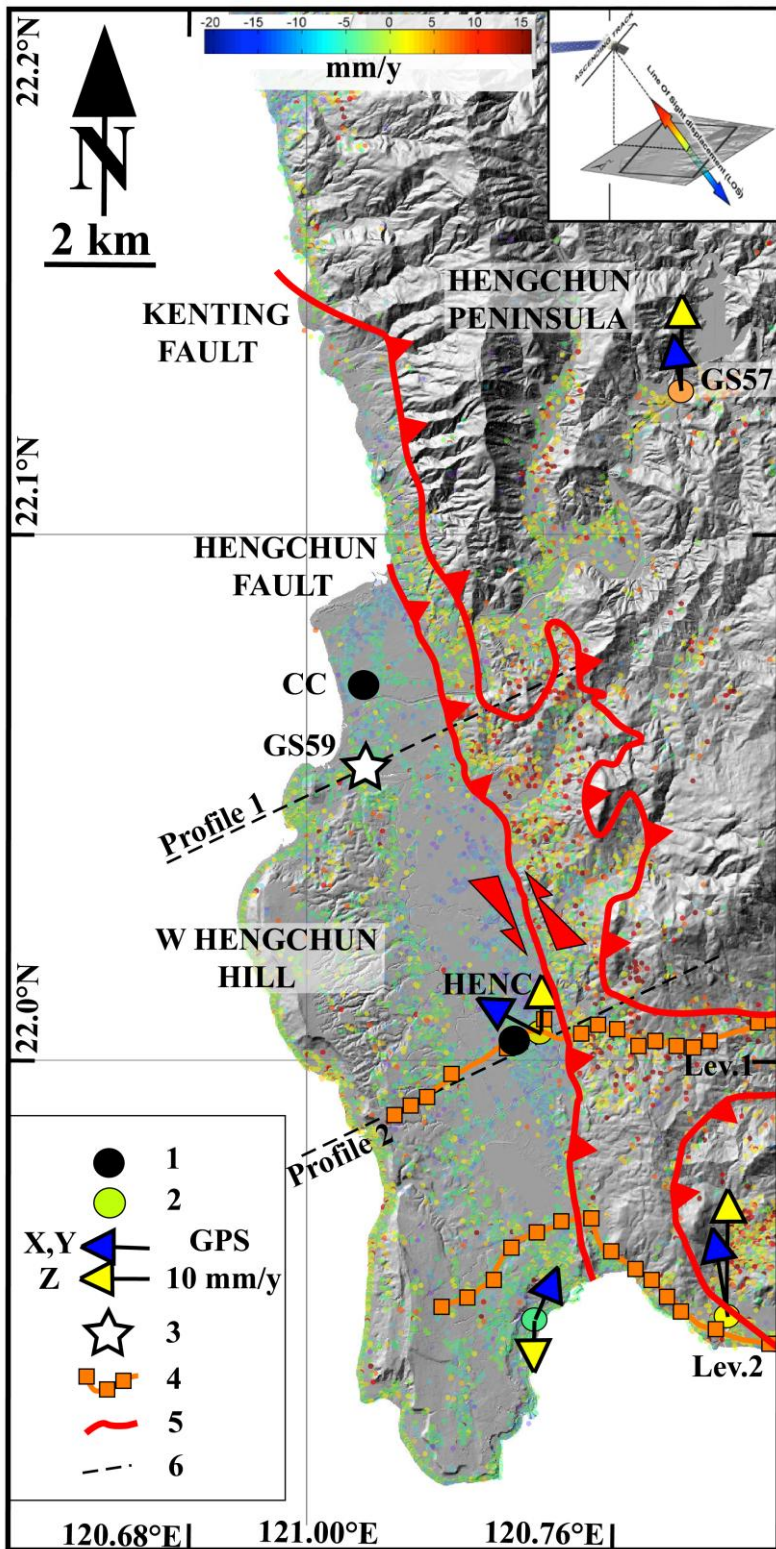 -20 -15 -10 -5 0 5 10 15
mm/y
22.2°N
N
2 km
ASCENDING TRACK
Line Of Sight displacement (LOS)
HENGCHUN
PENINSULA
KENTING
FAULT
GS57
22.1°N
HENGCHUN
FAULT
CC
GS59
Profile 1
W HENGCHUN
HILL
HENC
22.0°N
Lev.1
Profile 2
1
2
X,Y GPS
Z 10 mm/y
3
4
5
6
Lev.2
120.68°E 121.00°E 120.76°E